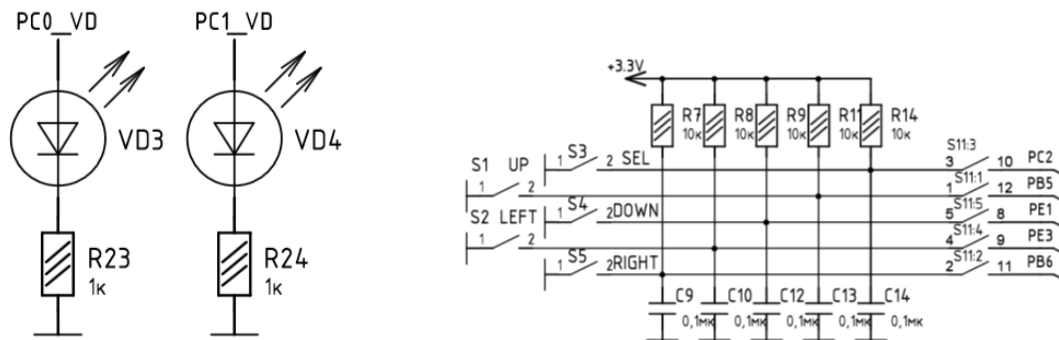 PC0_VD
PC1_VD
VD3
VD4
R23
1к
R24
1к
+3.3V
R7
10к
R8
10к
R9
10к
R11
10к
R14
10к
S1 UP
1 2
S3
1 2 SEL
S11:3
3 10 PC2
S11:1
1 12 PB5
S2 LEFT
1 2
S4
1 2 DOWN
S11:5
5 8 PE1
S11:4
4 9 PE3
S5
1 2 RIGHT
S11:2
2 11 PB6
C9
0,1мк
C10
0,1мк
C12
0,1мк
C13
0,1мк
C14
0,1мк